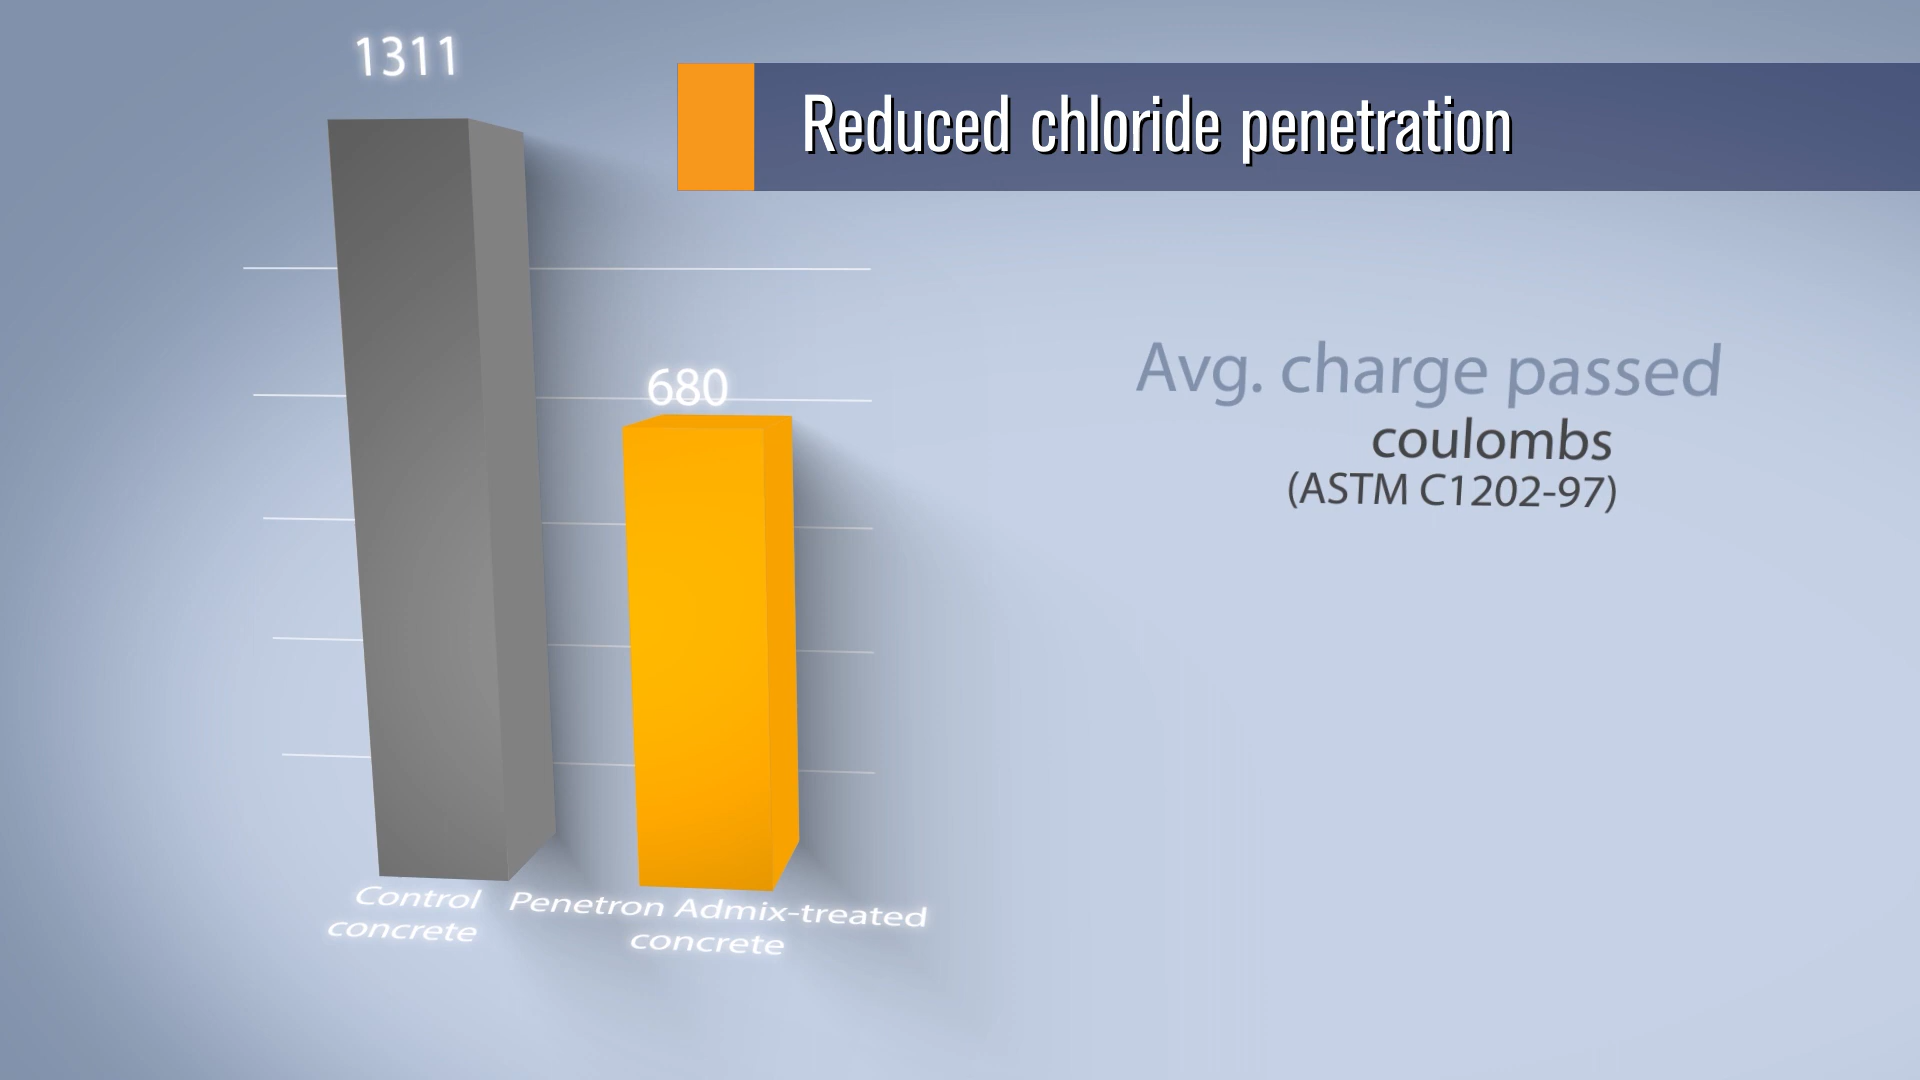 1311
Reduced chloride penetration
680
Avg. charge passed
coulombs
(ASTM C1202-97)
Control
concrete
Penetron Admix-treated
concrete